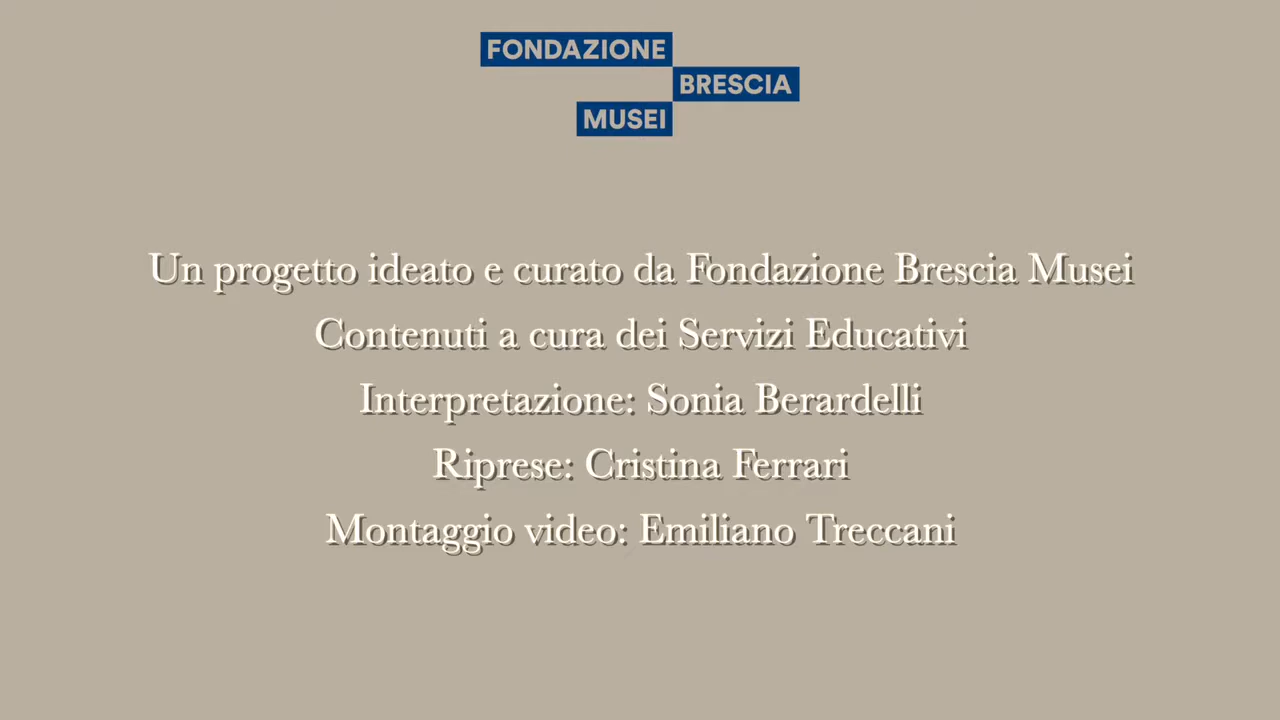 FONDAZIONE
BRESCIA
MUSEI
Un progetto ideato e curato da Fondazione Brescia Musei
Contenuti a cura dei Servizi Educativi
Interpretazione: Sonia Berardelli
Riprese: Cristina Ferrari
Montaggio video: Emiliano Treccani